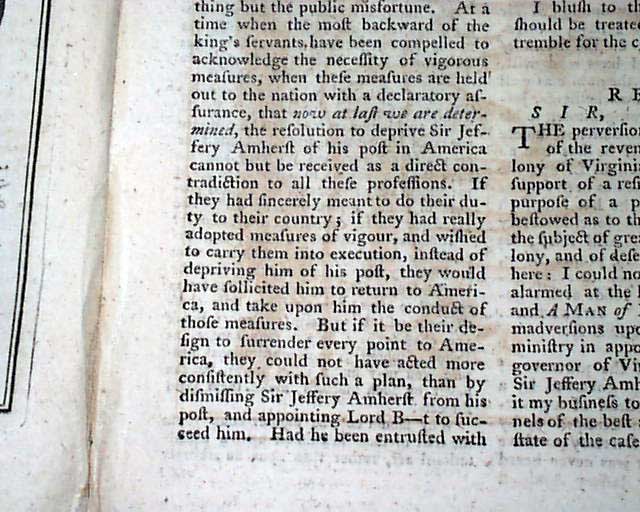 thing but the public misfortune. At a
time when the moſt backward of the
king's ſervants, have been compelled to
acknowledge the neceſſity of vigorous
meaſures, when theſe meaſures are held
out to the nation with a declaratory aſ-
ſurance, that now at laſt we are deter-
mined, the reſolution to deprive Sir Jef-
fery Amherſt of his poſt in America
cannot but be received as a direct con-
tradiction to all theſe profeſſions. If
they had ſincerely meant to do their du-
ty to their country; if they had really
adopted meaſures of vigour, and wiſhed
to carry them into execution, inſtead of
depriving him of his poſt, they would
have ſollicited him to return to Ameri-
ca, and take upon him the conduct of
thoſe meaſures. But if it be their de-
ſign to ſurrender every point to Ame-
rica, they could not have acted more
conſiſtently with ſuch a plan, than by
diſmiſſing Sir Jeffery Amherſt from his
poſt, and appointing Lord B—t to ſuc-
ceed him. Had he been entruſted with
I bluſh to th
ſhould be treate
tremble for the c
RE
SIR,
THE perverſion
of the reven
lony of Virginia
ſupport of a reſ
purpoſe of a p
beſtowed as to th
the ſubject of grea
lony, and of deſe
here: I could no
alarmed at the l
and A MAN of
madverſions upo
miniſtry in appo
governor of Vir
Sir Jeffery Amh
it my buſineſs to
nels of the beſt
ſtate of the caſe